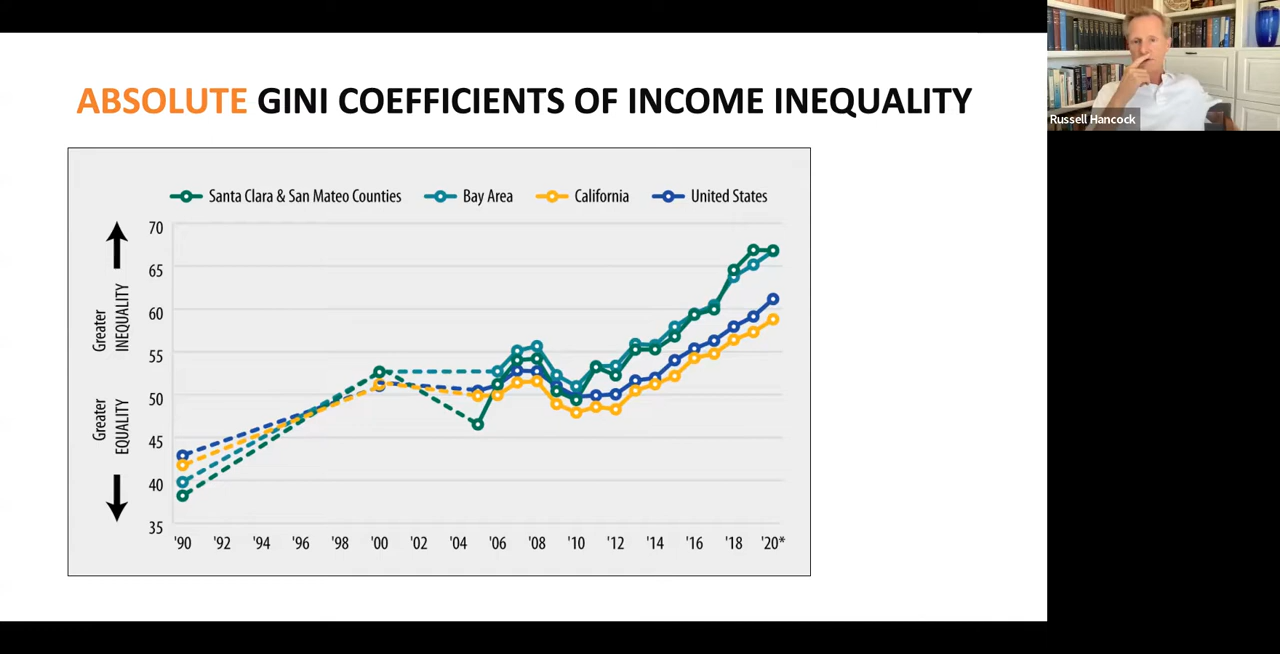 ABSOLUTE GINI COEFFICIENTS OF INCOME INEQUALITY
Russell Hancock
Santa Clara & San Mateo Counties Bay Area California United States
Greater
INEQUALITY
Greater
EQUALITY
70
65
60
55
50
45
40
35
'90 '92 '94 '96 '98 '00 '02 '04 '06 '08 '10 '12 '14 '16 '18 '20*